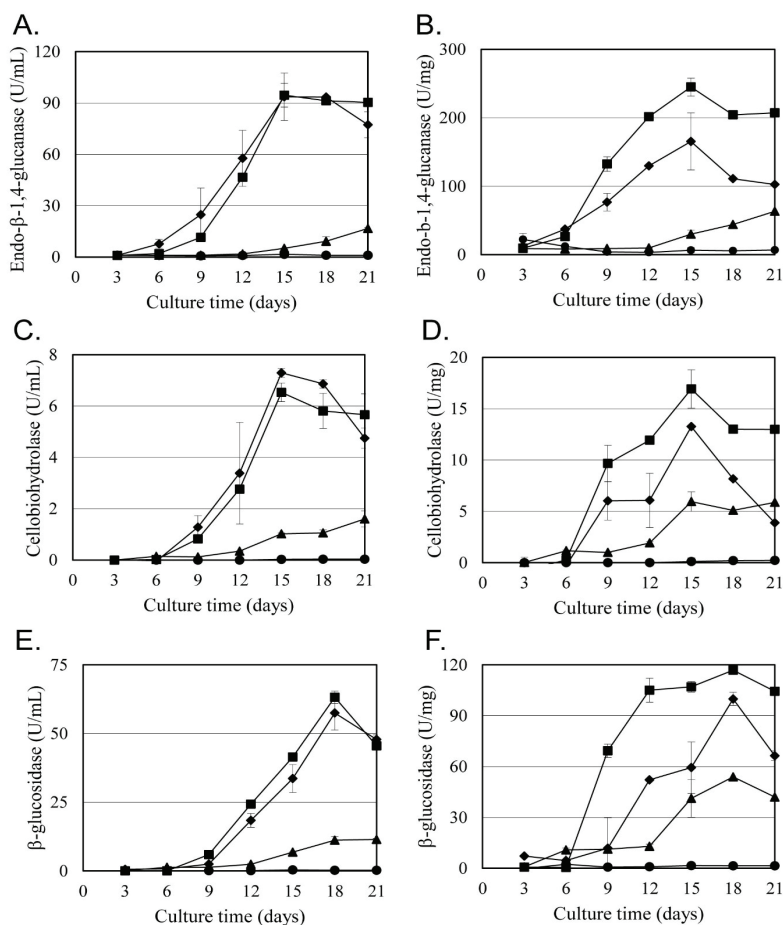 A.
Endo-β-1,4-glucanase (U/mL)
120
90
60
30
0
0 3 6 9 12 15 18 21
Culture time (days)
B.
Endo-b-1,4-glucanase (U/mg)
300
200
100
0
0 3 6 9 12 15 18 21
Culture time (days)
C.
Cellobiohydrolase (U/mL)
8
6
4
2
0
0 3 6 9 12 15 18 21
Culture time (days)
D.
Cellobiohydrolase (U/mg)
20
15
10
5
0
0 3 6 9 12 15 18 21
Culture time (days)
E.
β-glucosidase (U/mL)
75
50
25
0
0 3 6 9 12 15 18 21
Culture time (days)
F.
β-glucosidase (U/mg)
120
90
60
30
0
0 3 6 9 12 15 18 21
Culture time (days)